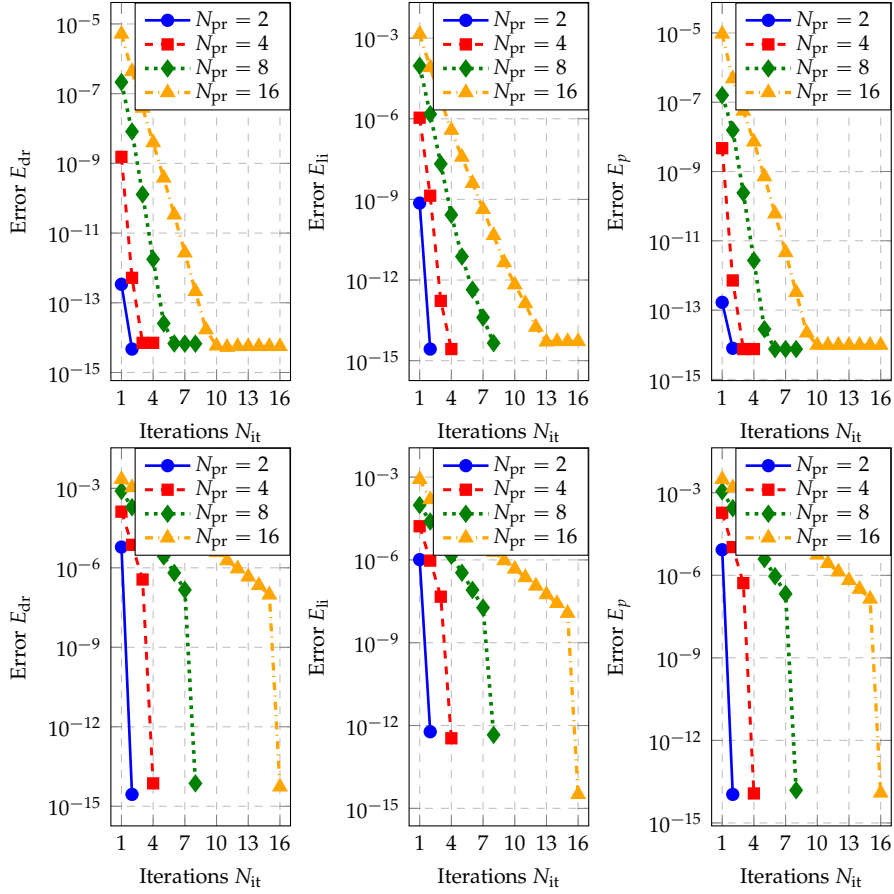 N_pr = 2
N_pr = 4
N_pr = 8
N_pr = 16
Error E_dr
10^−5
10^−7
10^−9
10^−11
10^−13
10^−15
1 4 7 10 13 16
Iterations N_it
N_pr = 2
N_pr = 4
N_pr = 8
N_pr = 16
Error E_li
10^−3
10^−6
10^−9
10^−12
10^−15
1 4 7 10 13 16
Iterations N_it
N_pr = 2
N_pr = 4
N_pr = 8
N_pr = 16
Error E_p
10^−5
10^−7
10^−9
10^−11
10^−13
10^−15
1 4 7 10 13 16
Iterations N_it
N_pr = 2
N_pr = 4
N_pr = 8
N_pr = 16
Error E_dr
10^−3
10^−6
10^−9
10^−12
10^−15
1 4 7 10 13 16
Iterations N_it
N_pr = 2
N_pr = 4
N_pr = 8
N_pr = 16
Error E_li
10^−3
10^−6
10^−9
10^−12
10^−15
1 4 7 10 13 16
Iterations N_it
N_pr = 2
N_pr = 4
N_pr = 8
N_pr = 16
Error E_p
10^−3
10^−6
10^−9
10^−12
10^−15
1 4 7 10 13 16
Iterations N_it